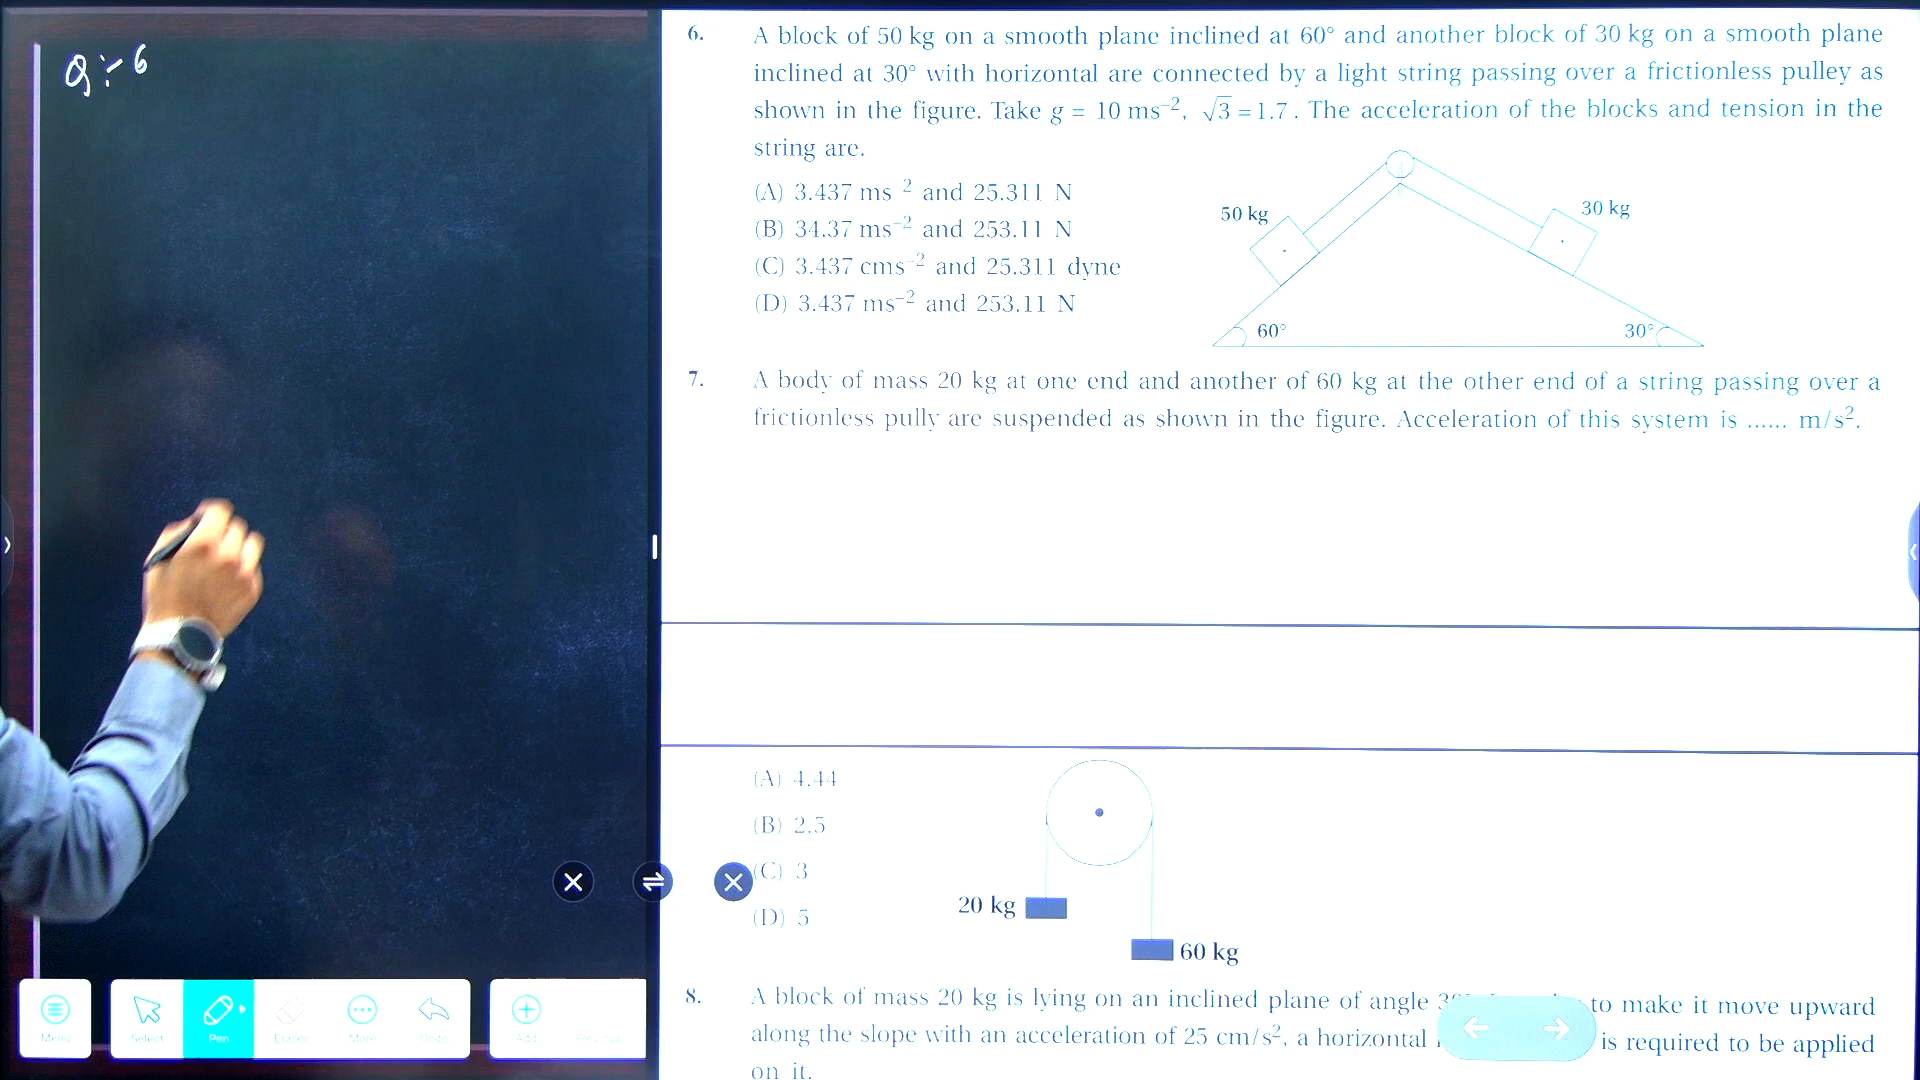 Q:- 6
6. A block of 50 kg on a smooth plane inclined at 60° and another block of 30 kg on a smooth plane
inclined at 30° with horizontal are connected by a light string passing over a frictionless pulley as
shown in the figure. Take g = 10 ms⁻², √3 = 1.7. The acceleration of the blocks and tension in the
string are.
(A) 3.437 ms ² and 25.311 N
(B) 34.37 ms⁻² and 253.11 N
(C) 3.437 cms⁻² and 25.311 dyne
(D) 3.437 ms⁻² and 253.11 N
50 kg
30 kg
60°
30°
7. A body of mass 20 kg at one end and another of 60 kg at the other end of a string passing over a
frictionless pully are suspended as shown in the figure. Acceleration of this system is ...... m/s².
(A) 4.44
(B) 2.5
(C) 3
(D) 5
20 kg
60 kg
8. A block of mass 20 kg is lying on an inclined plane of angle to make it move upward
along the slope with an acceleration of 25 cm/s², a horizontal is required to be applied
on it.
Menu
Select
Pen
Eraser
More
Undo
Add
Previous